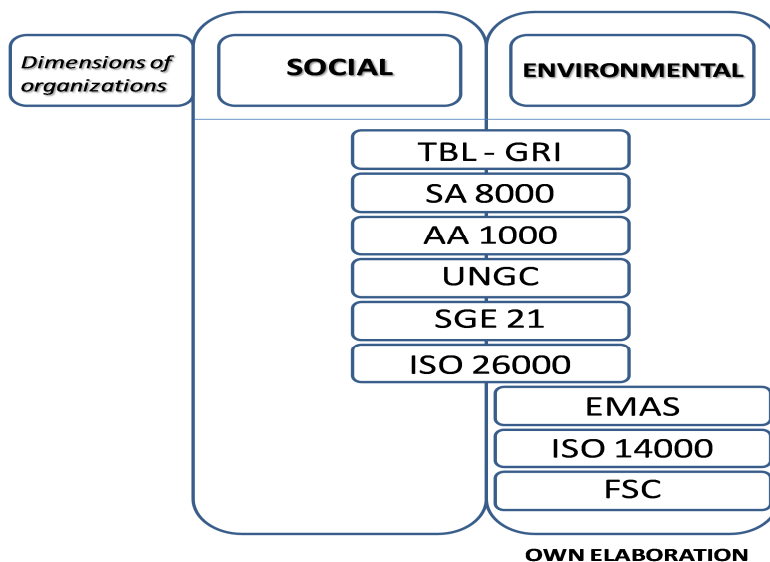 Dimensions of
organizations
SOCIAL
ENVIRONMENTAL
TBL - GRI
SA 8000
AA 1000
UNGC
SGE 21
ISO 26000
EMAS
ISO 14000
FSC
OWN ELABORATION